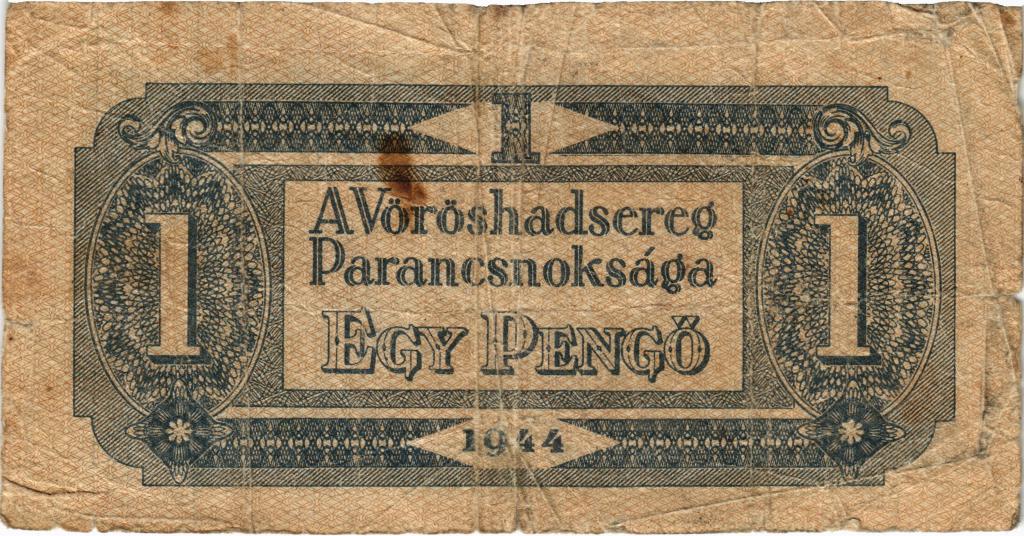 1
A Vöröshadsereg
Parancsnoksága
1 1
EGY PENGŐ
1944